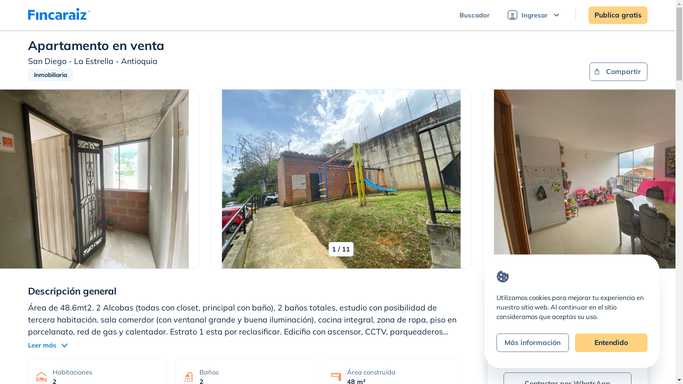 Fincaraiz
Buscador
Ingresar
Publica gratis
Apartamento en venta
San Diego - La Estrella - Antioquia
Inmobiliaria
Compartir
1 / 11
Descripción general
Área de 48.6mt2. 2 Alcobas (todas con closet, principal con baño), 2 baños totales, estudio con posibilidad de
tercera habitación, sala comedor (con ventanal grande y buena iluminación), cocina integral, zona de ropa, piso en
porcelanato, red de gas y calentador. Estrato 1 esta por reclasificar. Edificio con ascensor, CCTV, parqueaderos...
Leer más
Habitaciones
2
Baños
2
Área construida
48 m²
Utilizamos cookies para mejorar tu experiencia en
nuestro sitio web. Al continuar en el sitio
consideramos que aceptas su uso.
Más información
Entendido
Contactar por WhatsApp